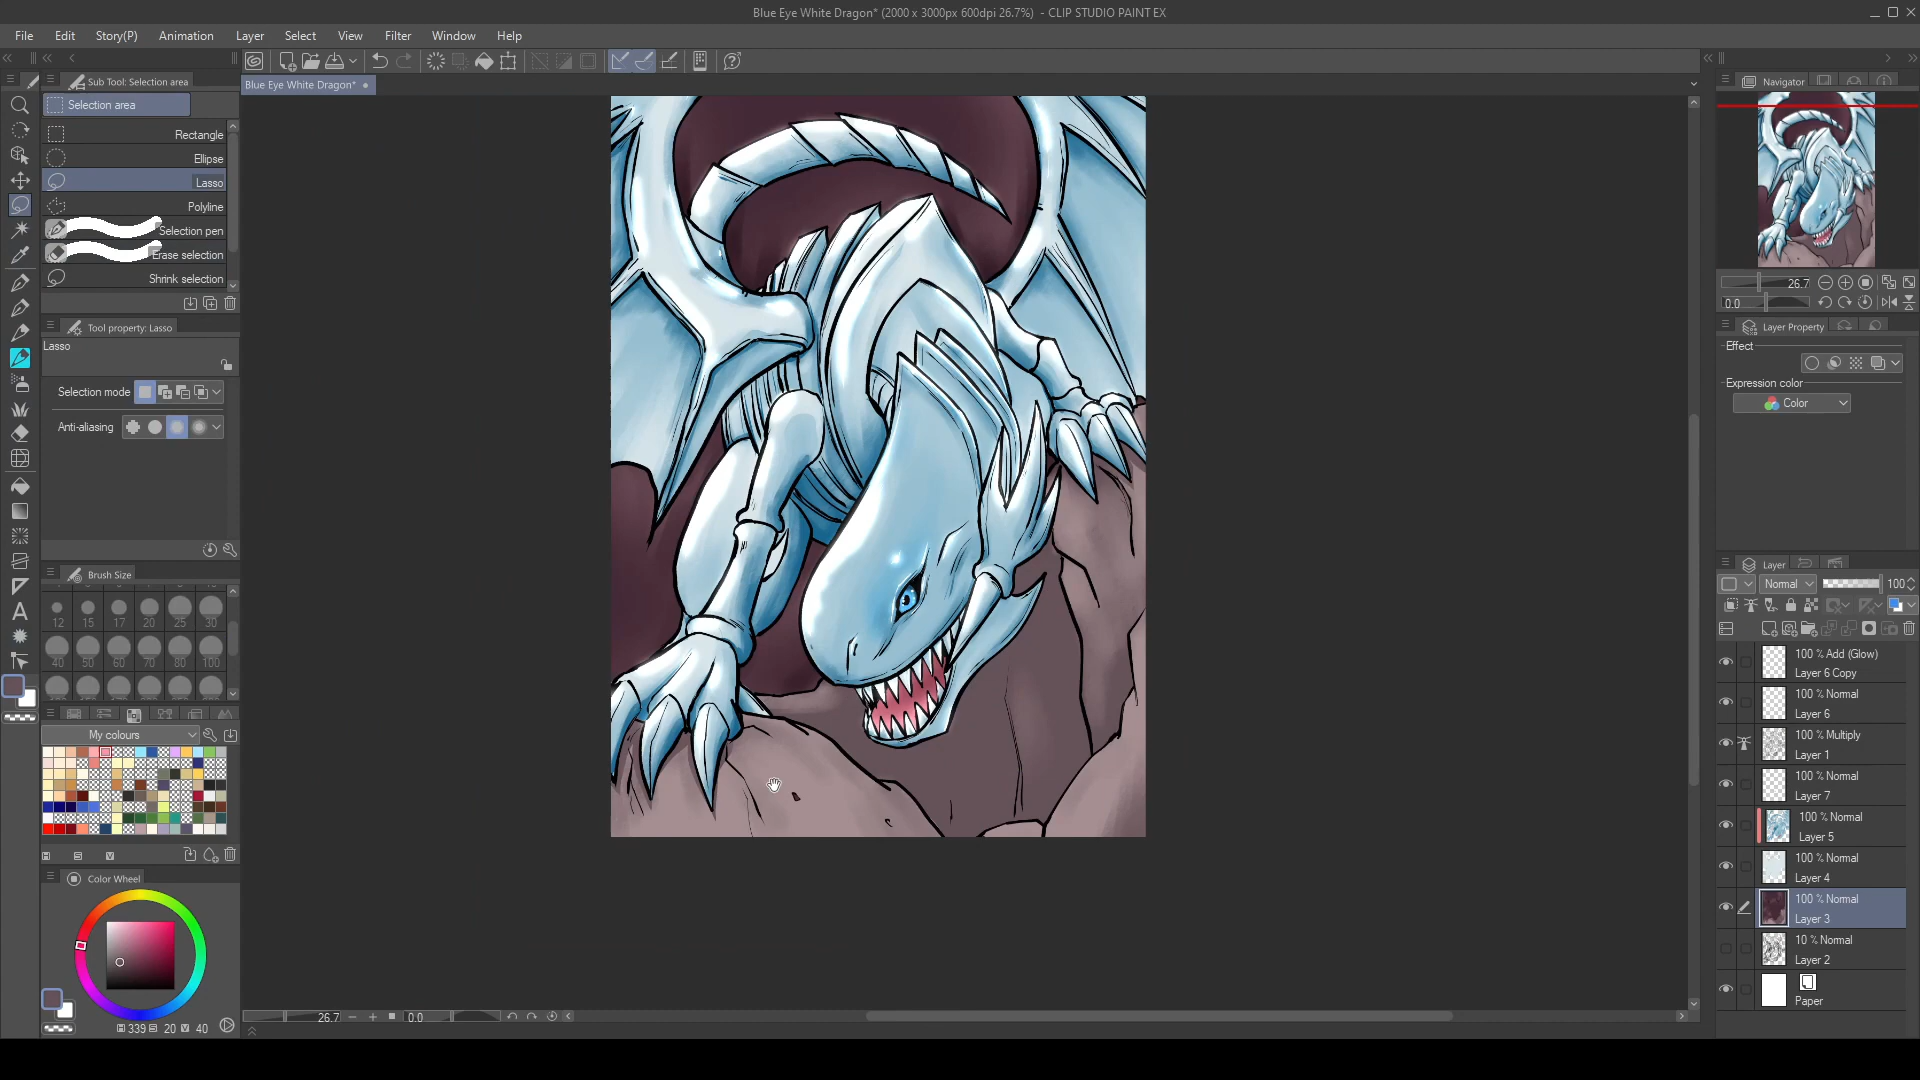 Blue Eye White Dragon* (2000 x 3000px 600dpi 26.7%) - CLIP STUDIO PAINT EX
File Edit Story(P) Animation Layer Select View Filter Window Help
Sub Tool: Selection area
Blue Eye White Dragon*
Navigator
Selection area
Rectangle
Ellipse
Lasso
Polyline
Selection pen
Erase selection
Shrink selection
26.7
0.0
Tool property: Lasso
Layer Property
Lasso
Effect
Expression color
Selection mode
Color
Anti-aliasing
Layer
Brush Size
Normal 100
12 15 17 20 25 30
40 50 60 70 80 100
100 % Add (Glow)
Layer 6 Copy
100 % Normal
Layer 6
My colours
100 % Multiply
Layer 1
100 % Normal
Layer 7
100 % Normal
Layer 5
H S V
100 % Normal
Layer 4
Color Wheel
100 % Normal
Layer 3
10 % Normal
Layer 2
Paper
26.7 0.0
H 339 S 20 V 40
A